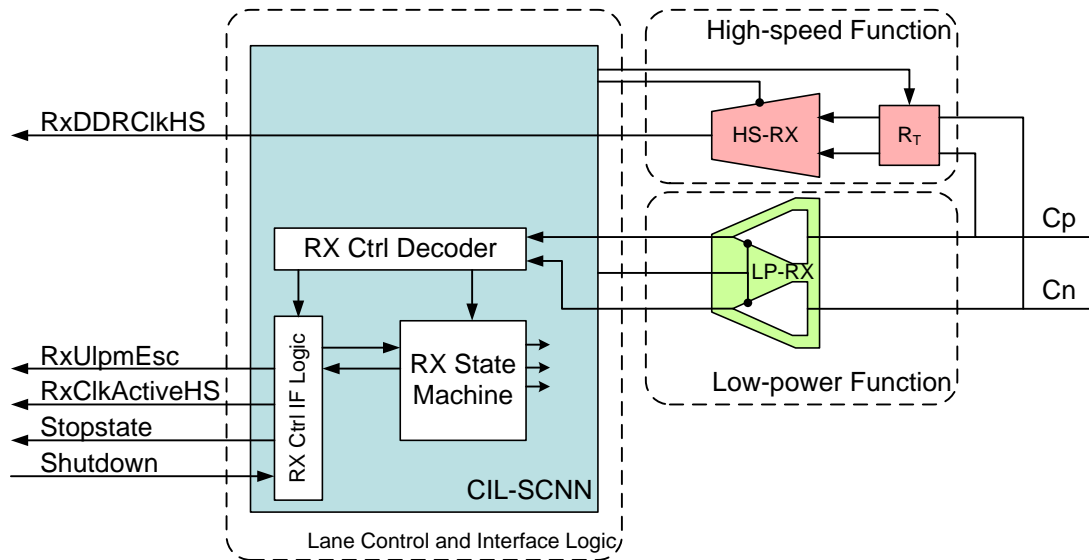 High-speed Function
RxDDRClkHS
HS-RX
RT
Cp
RX Ctrl Decoder
LP-RX
Cn
RX Ctrl IF Logic
RX State
Machine
RxUlpmEsc
RxClkActiveHS
Stopstate
Shutdown
Low-power Function
CIL-SCNN
Lane Control and Interface Logic